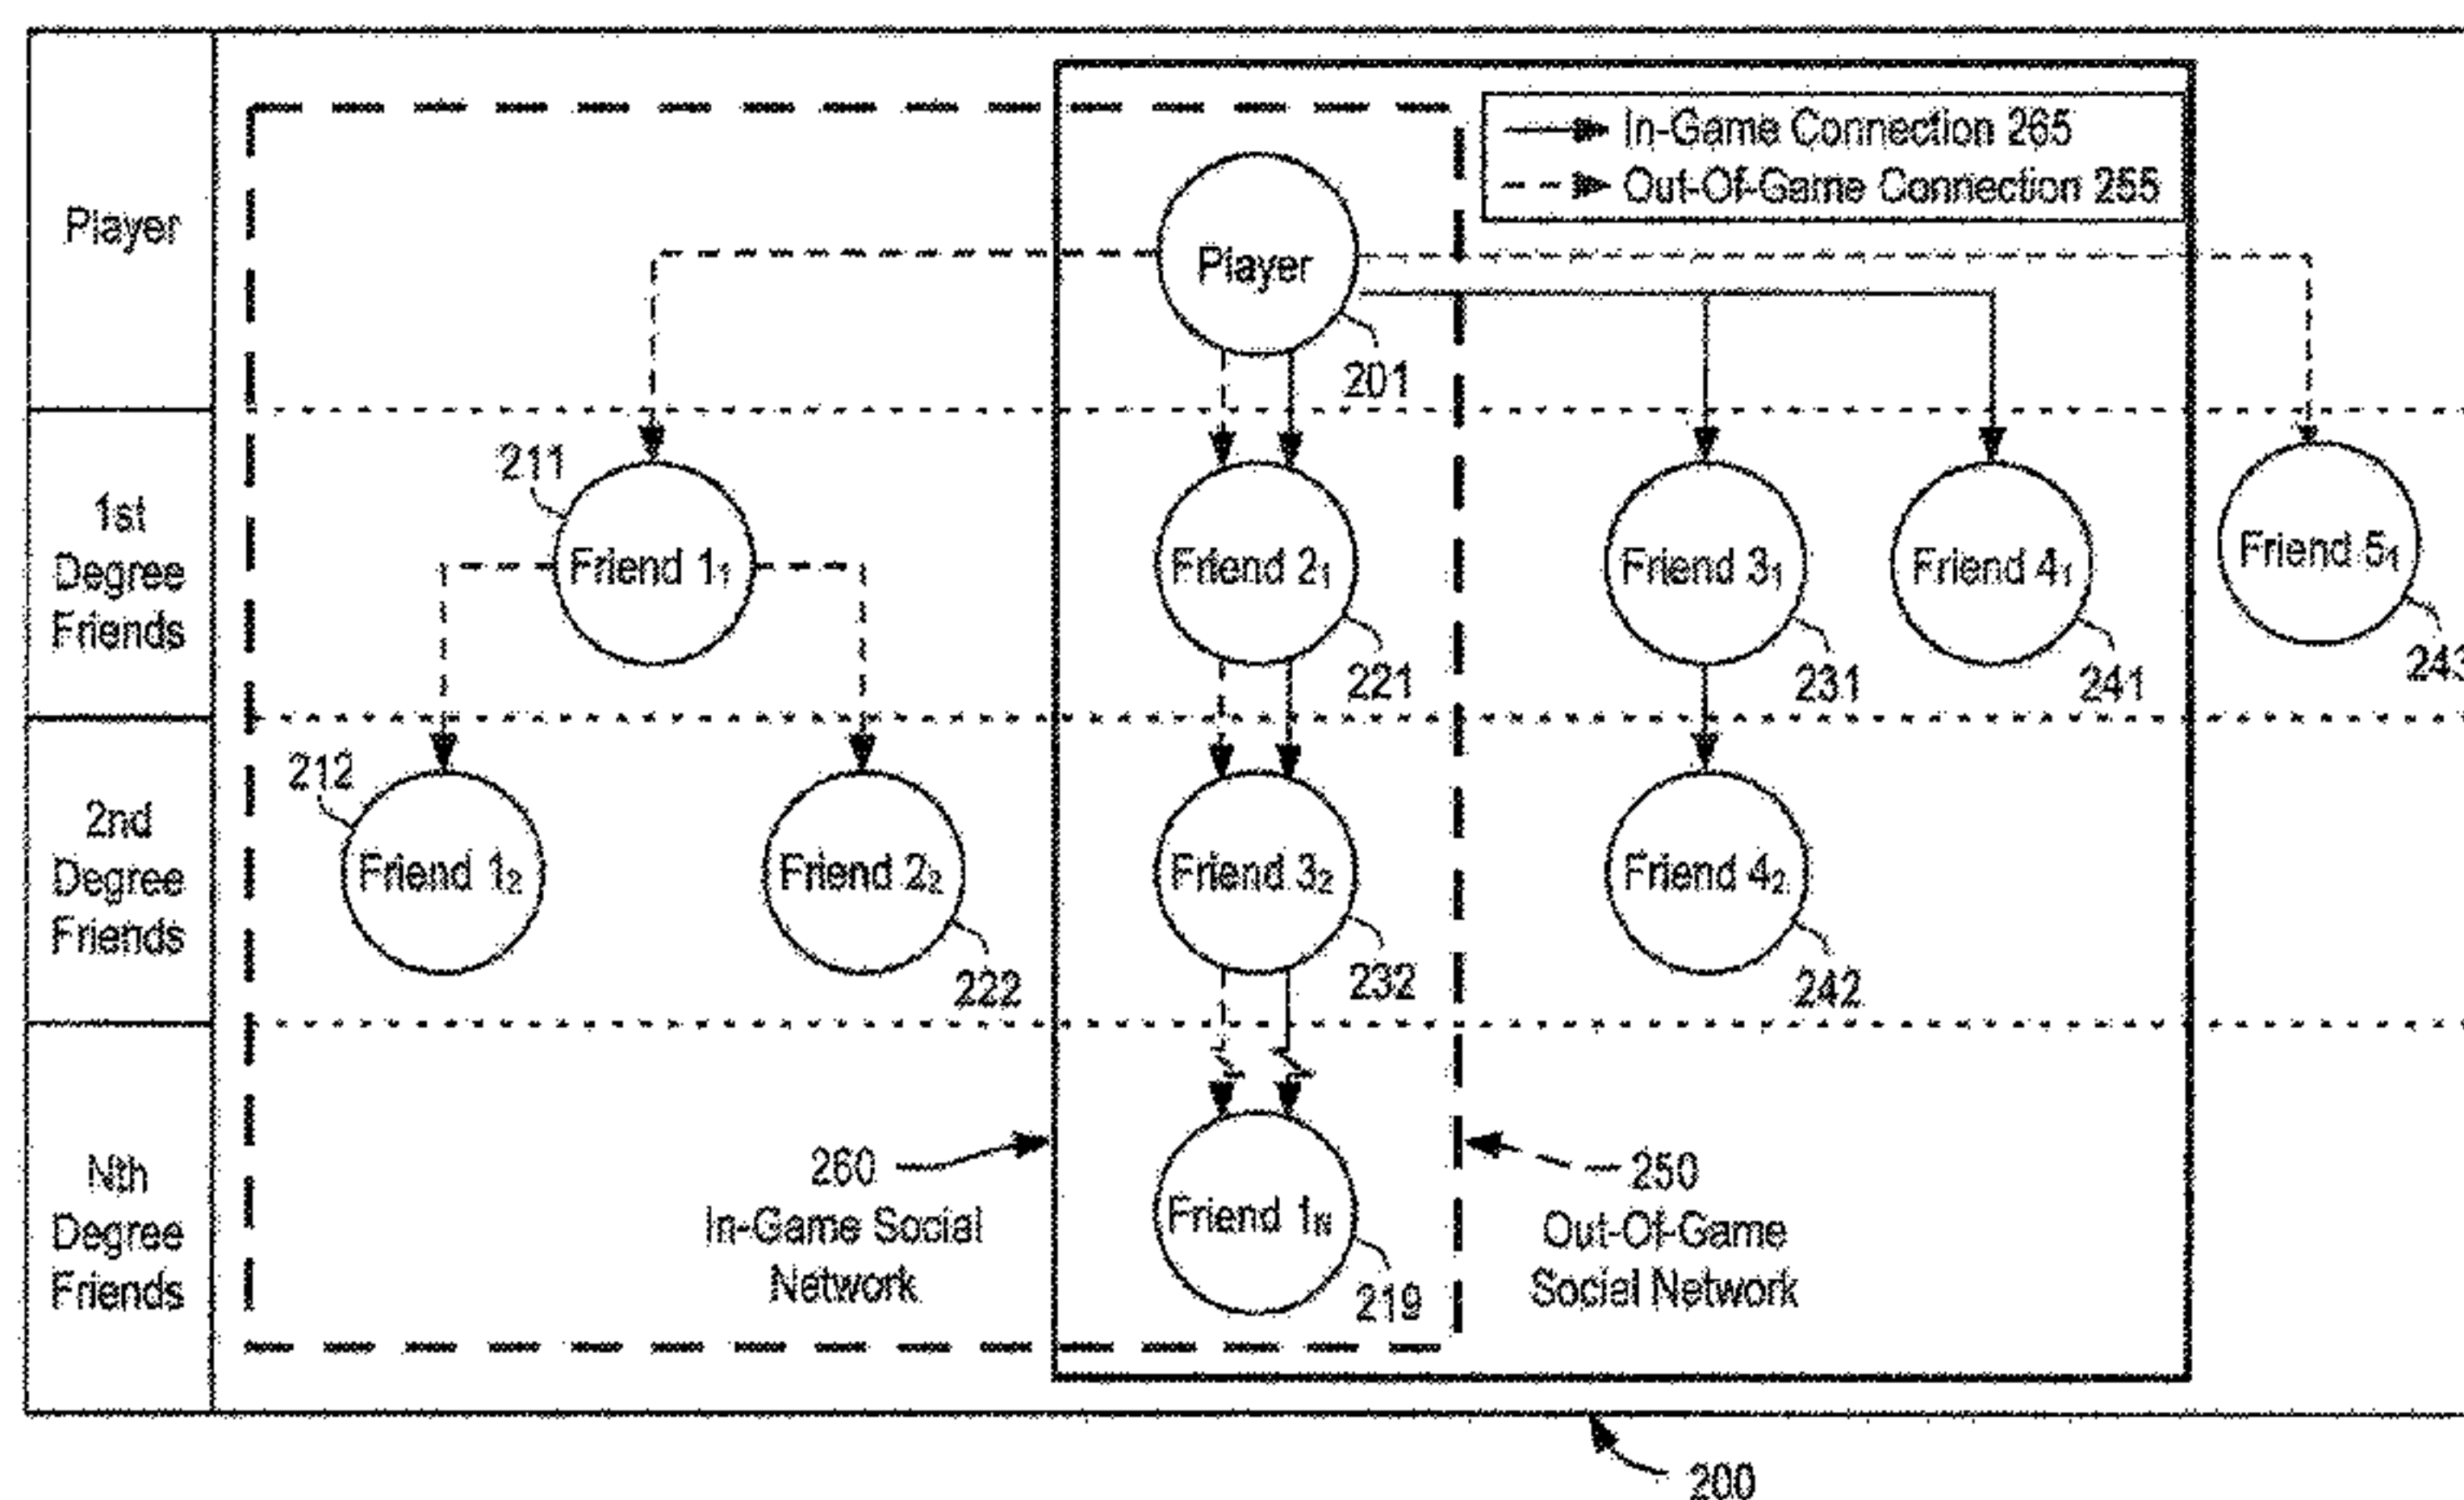 In-Game Connection 265
Out-Of-Game Connection 255
Player
Player
201
1st
Degree
Friends
211
Friend 1₁
Friend 2₁
221
Friend 3₁
231
Friend 4₁
241
Friend 5₁
243
2nd
Degree
Friends
212
Friend 1₂
Friend 2₂
222
Friend 3₂
232
Friend 4₂
242
Nth
Degree
Friends
260
In-Game Social
Network
Friend 1N
219
250
Out-Of-Game
Social Network
200